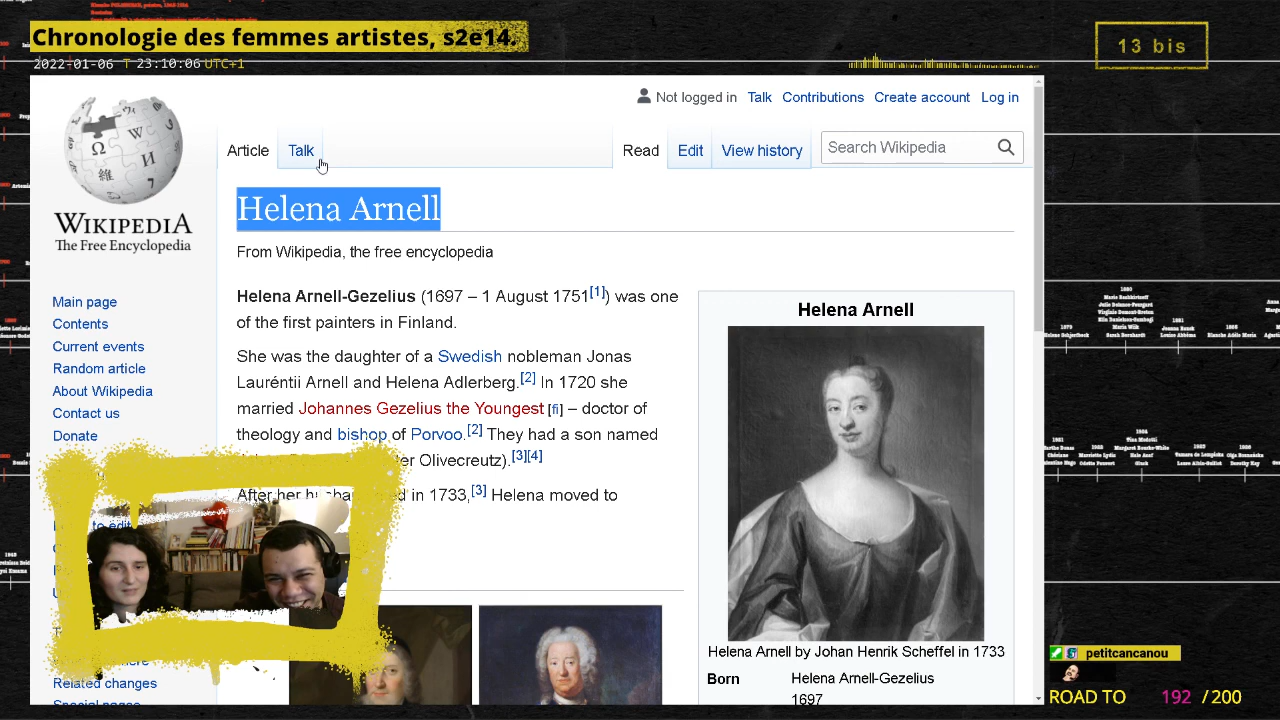 Chronologie des femmes artistes, s2e14.
2022-01-06 T 23:10:06 UTC+1
13 bis
Not logged in Talk Contributions Create account Log in
Article Talk Read Edit View history Search Wikipedia
WIKIPEDIA
The Free Encyclopedia
Helena Arnell
From Wikipedia, the free encyclopedia
Helena Arnell-Gezelius (1697 – 1 August 1751[1]) was one
of the first painters in Finland.
She was the daughter of a Swedish nobleman Jonas
Lauréntii Arnell and Helena Adlerberg.[2] In 1720 she
married Johannes Gezelius the Youngest [fi] – doctor of
theology and bishop of Porvoo.[2] They had a son named
er Olivecreutz).[3][4]
After her husba ed in 1733,[3] Helena moved to
Main page
Contents
Current events
Random article
About Wikipedia
Contact us
Donate
Related changes
Special pages
Helena Arnell
Helena Arnell by Johan Henrik Scheffel in 1733
Born Helena Arnell-Gezelius
1697
petitcancanou
ROAD TO 192 / 200